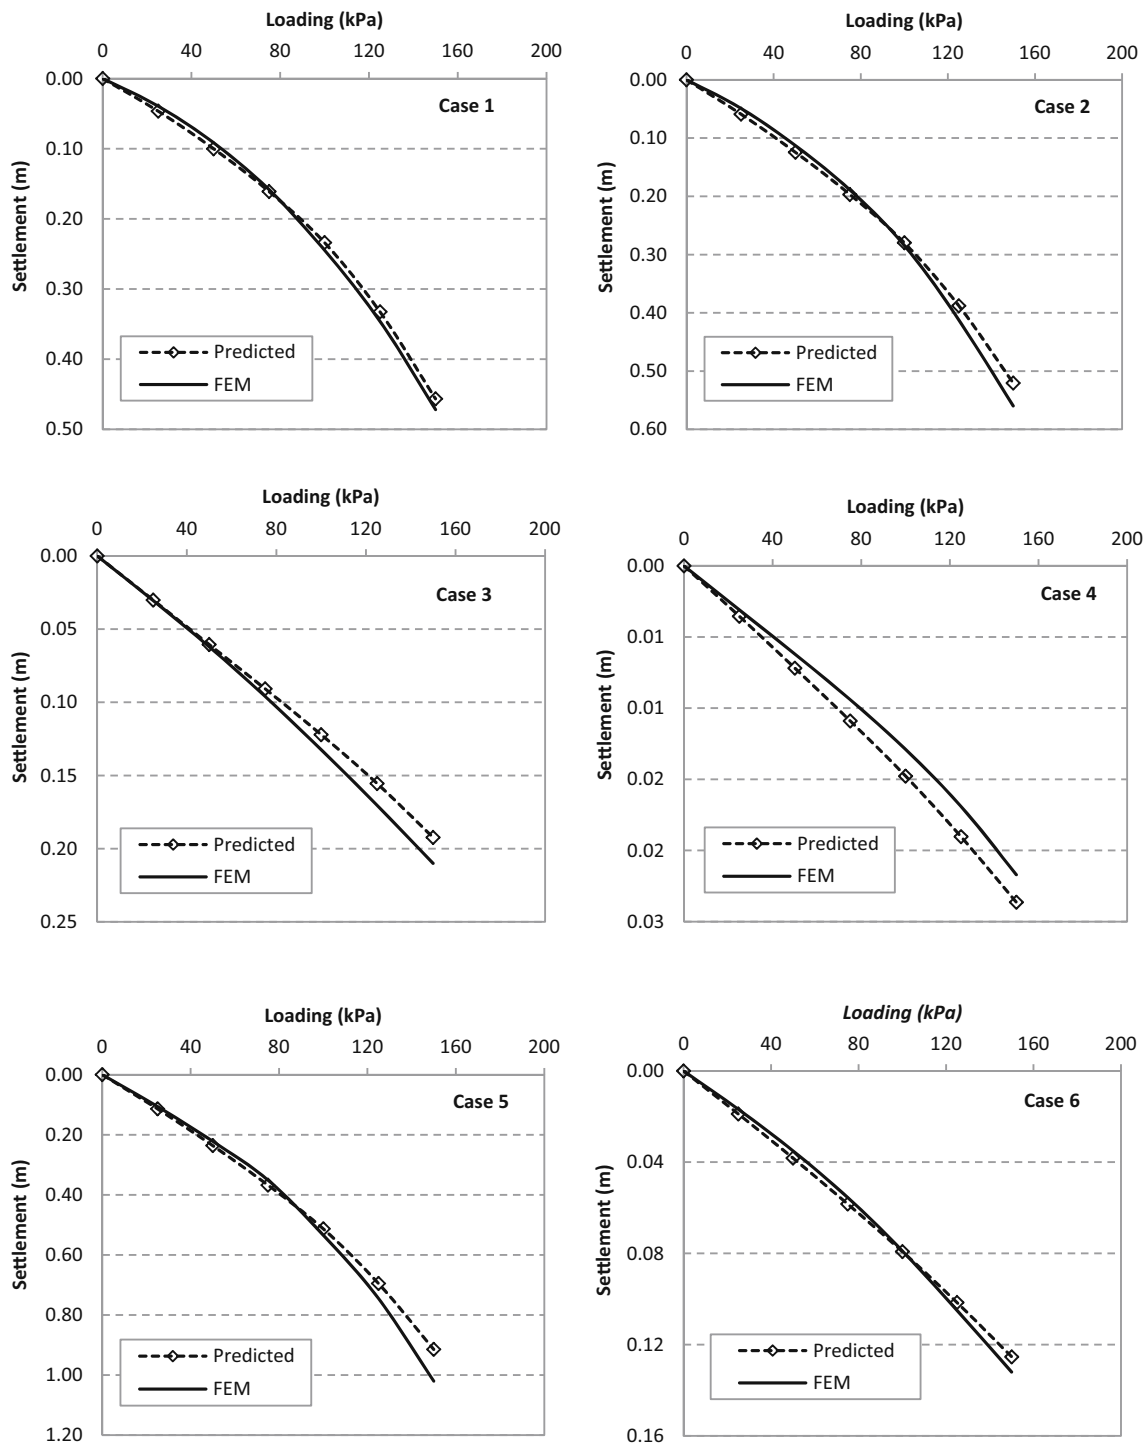 Loading (kPa)
0 40 80 120 160 200
0.00
0.10
0.20
0.30
0.40
0.50
Settlement (m)
Case 1
Predicted
FEM
Loading (kPa)
0 40 80 120 160 200
0.00
0.10
0.20
0.30
0.40
0.50
0.60
Settlement (m)
Case 2
Predicted
FEM
Loading (kPa)
0 40 80 120 160 200
0.00
0.05
0.10
0.15
0.20
0.25
Settlement (m)
Case 3
Predicted
FEM
Loading (kPa)
0 40 80 120 160 200
0.00
0.01
0.01
0.02
0.02
0.03
Settlement (m)
Case 4
Predicted
FEM
Loading (kPa)
0 40 80 120 160 200
0.00
0.20
0.40
0.60
0.80
1.00
1.20
Settlement (m)
Case 5
Predicted
FEM
Loading (kPa)
0 40 80 120 160 200
0.00
0.04
0.08
0.12
0.16
Settlement (m)
Case 6
Predicted
FEM